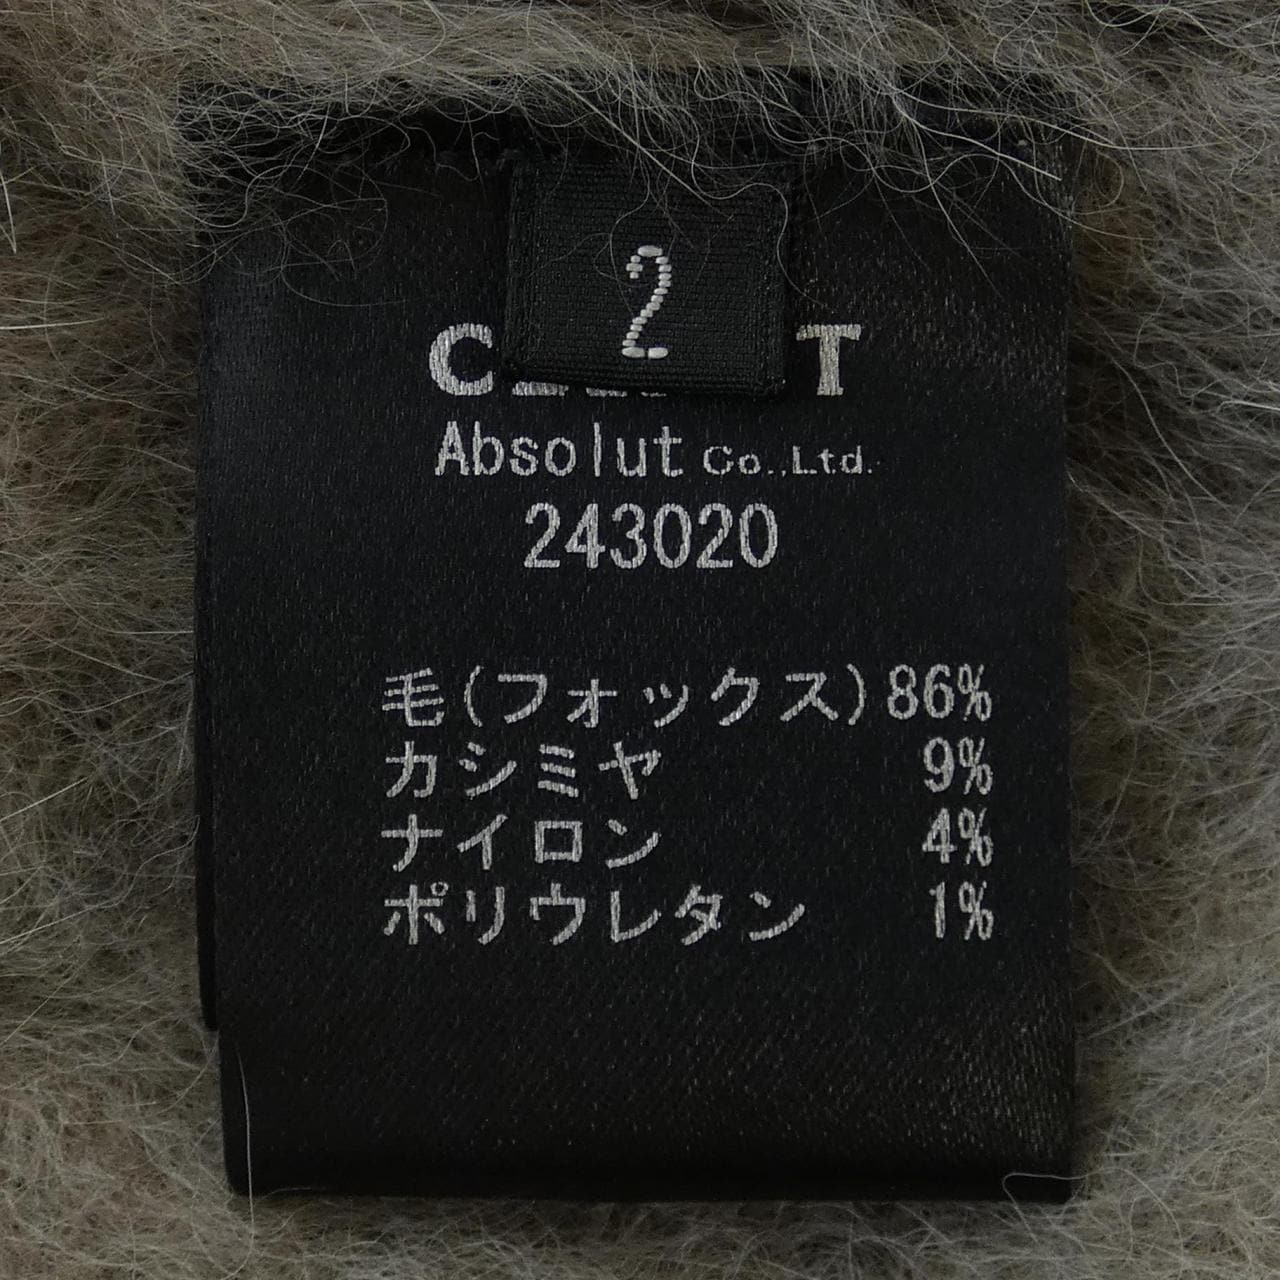 2
Absolut Co.,Ltd.
243020
毛(フォックス)86%
カシミヤ 9%
ナイロン 4%
ポリウレタン 1%